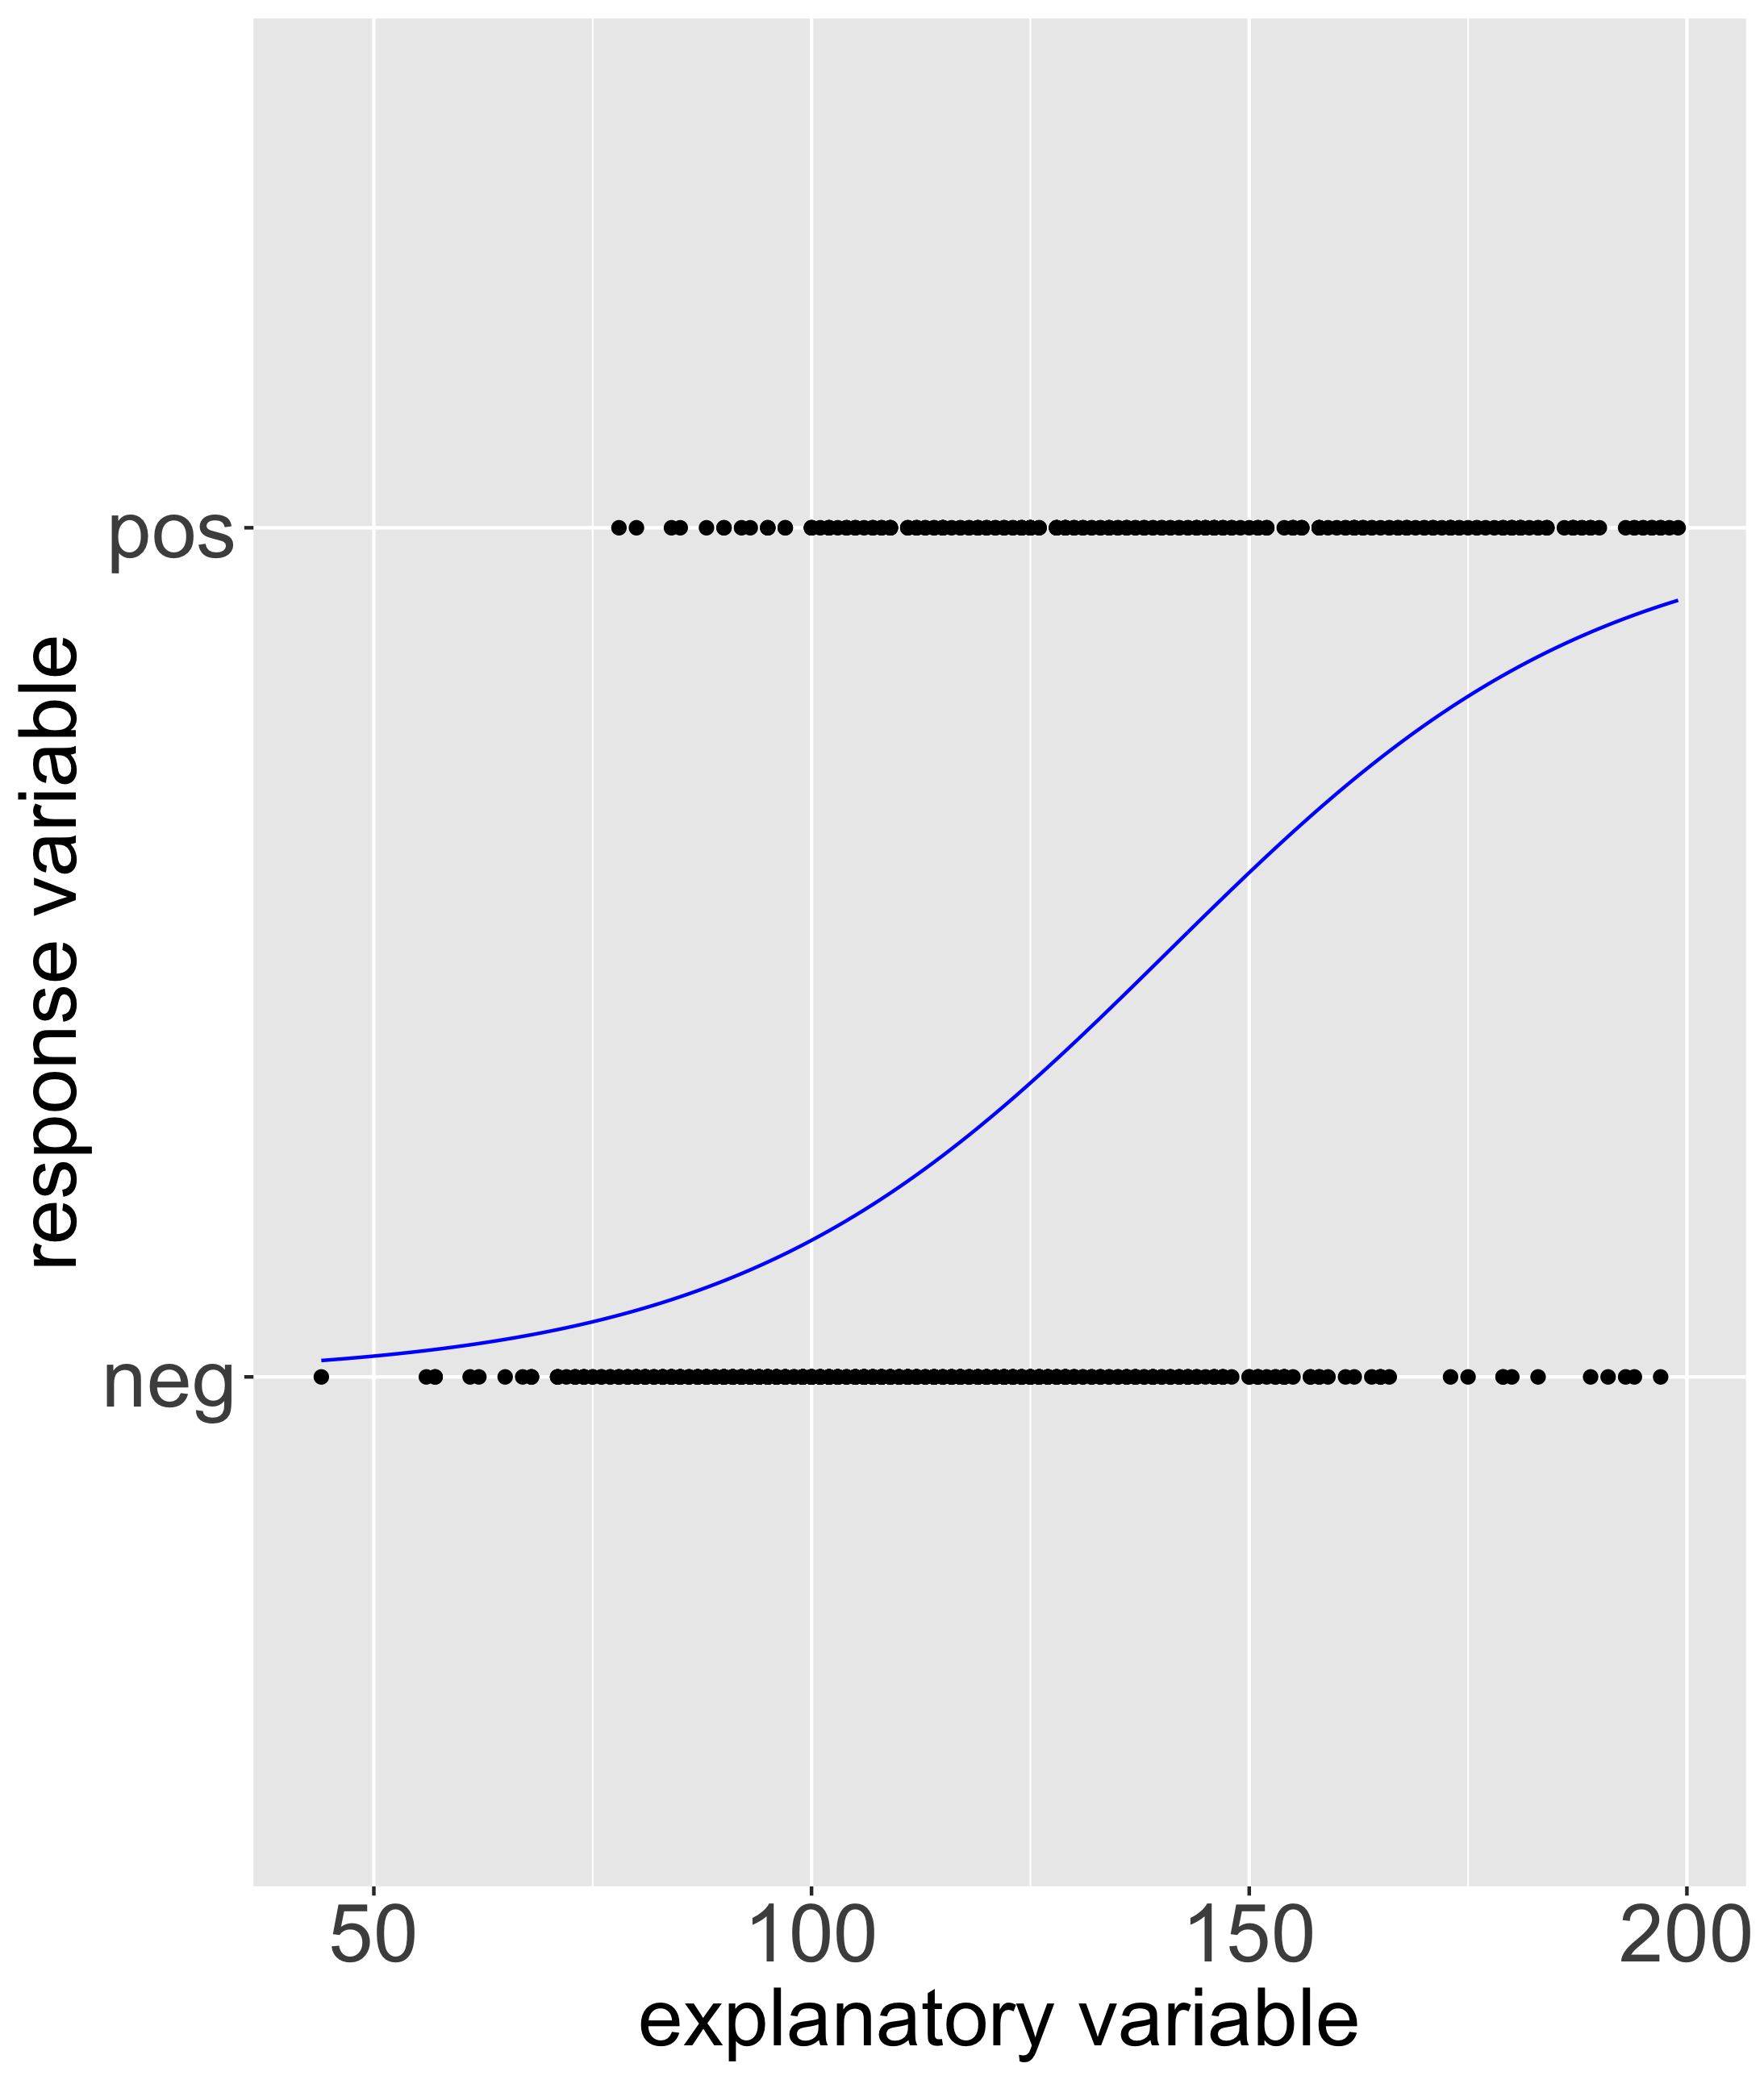 response variable
pos
neg
50 100 150 200
explanatory variable